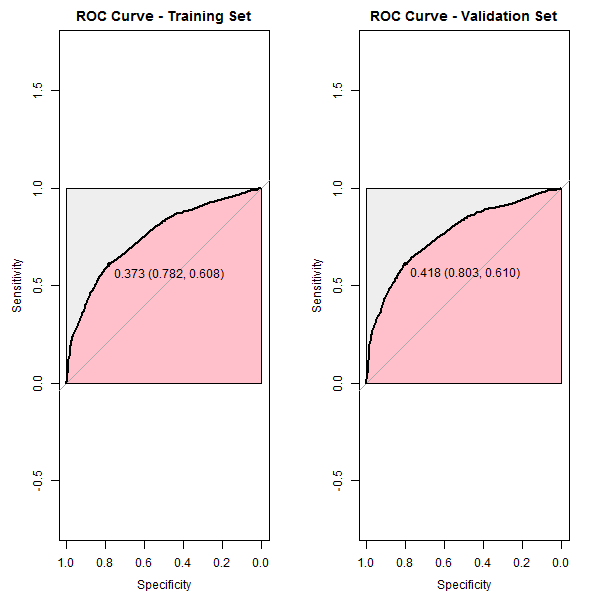 ROC Curve - Training Set
1.5
1.0
0.5
0.0
-0.5
Sensitivity
0.373 (0.782, 0.608)
1.0 0.8 0.6 0.4 0.2 0.0
Specificity
ROC Curve - Validation Set
1.5
1.0
0.5
0.0
-0.5
Sensitivity
0.418 (0.803, 0.610)
1.0 0.8 0.6 0.4 0.2 0.0
Specificity